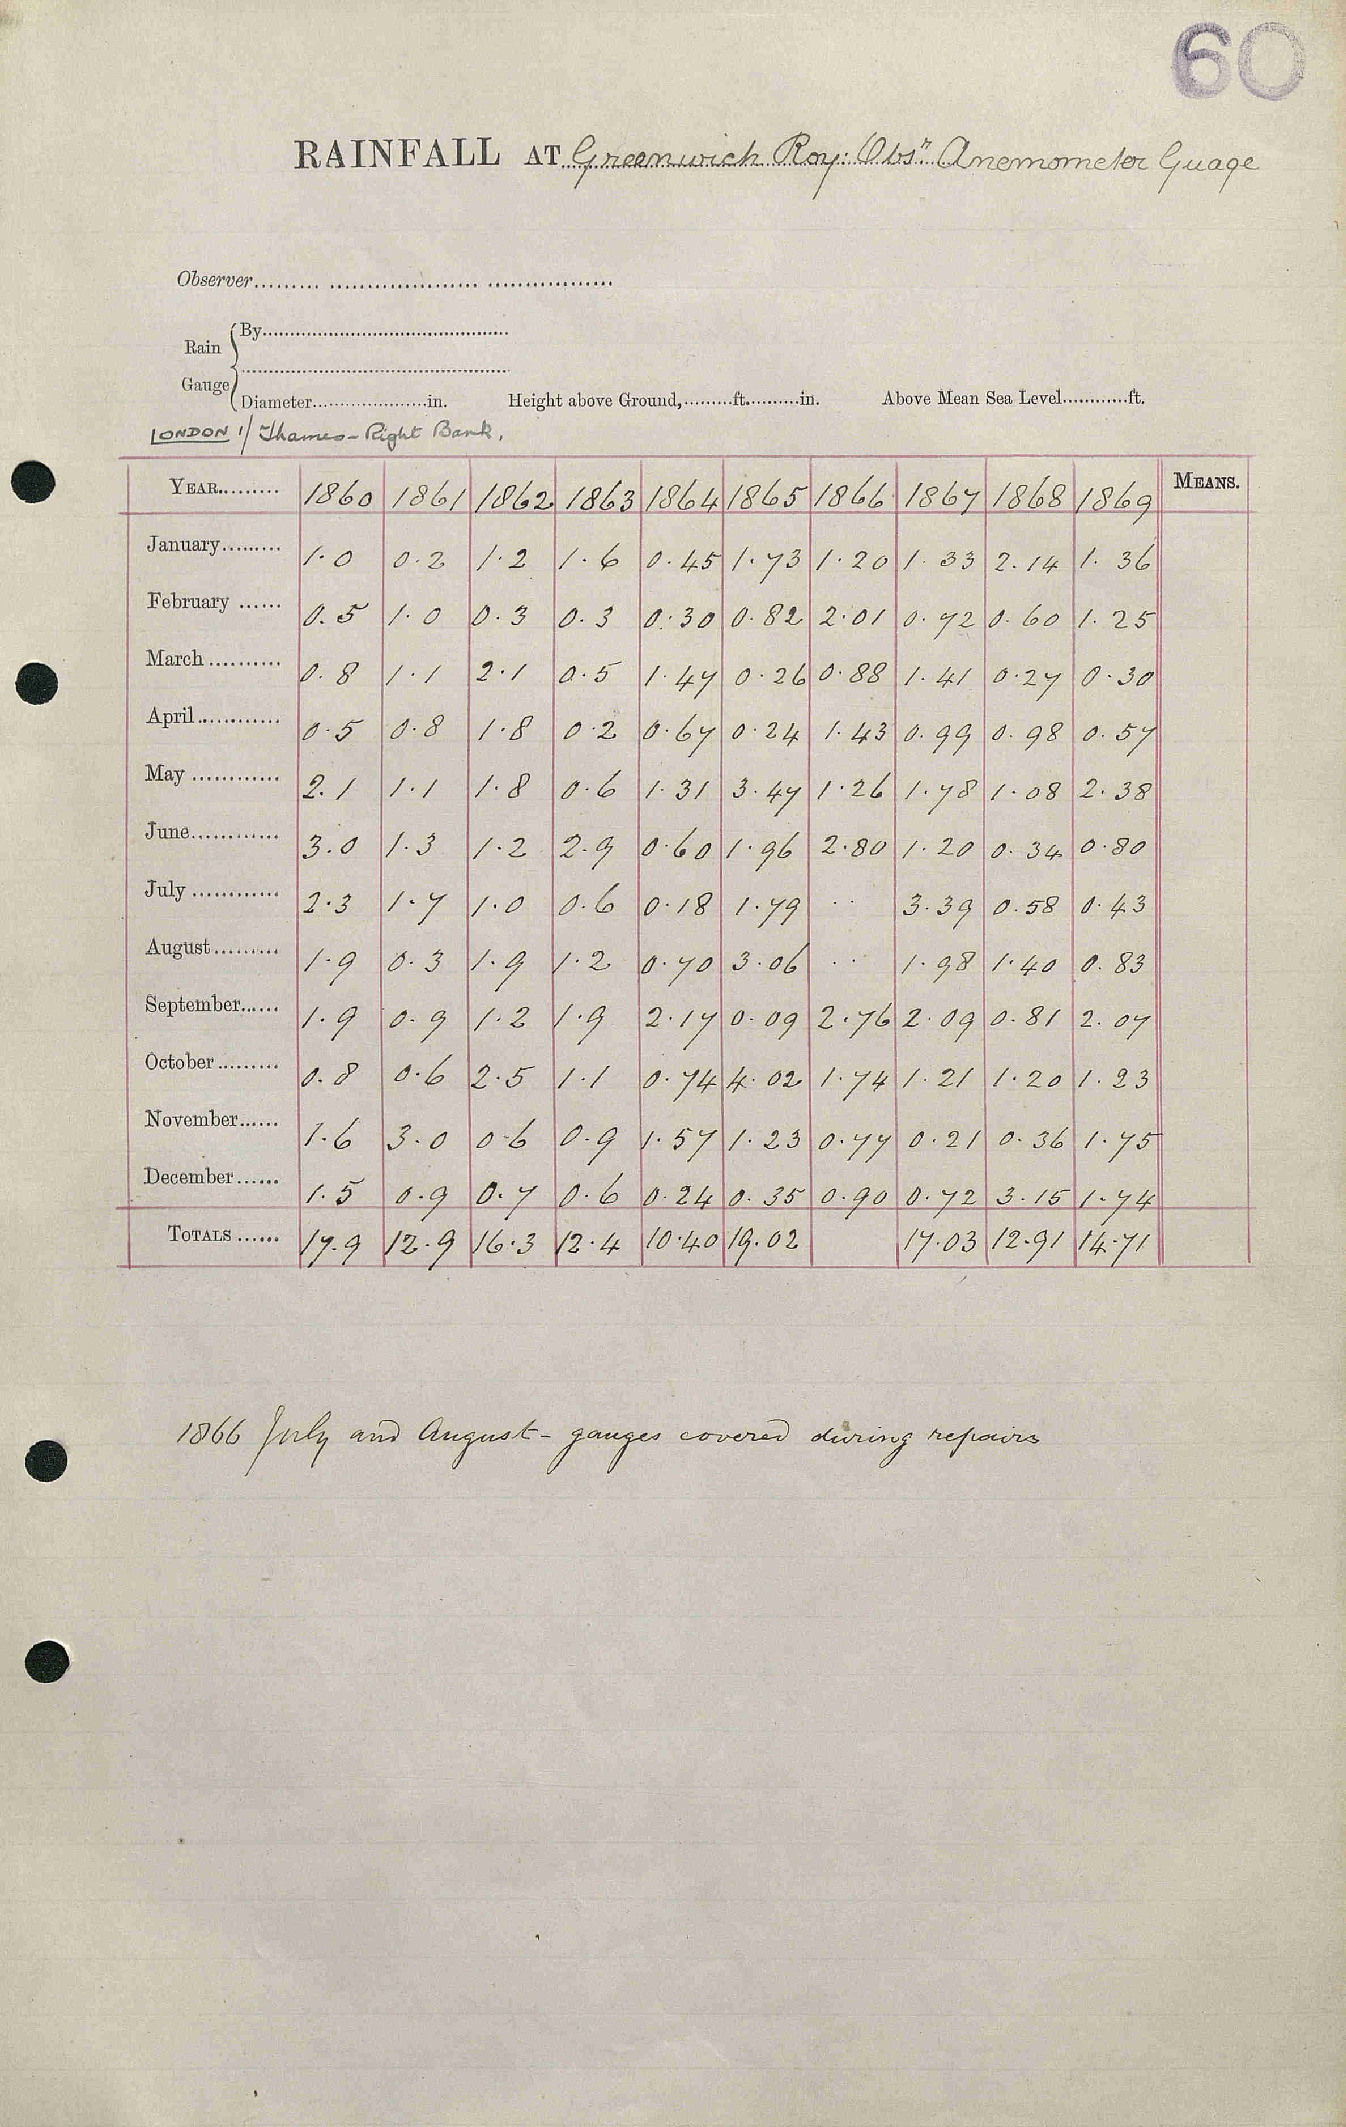 60
RAINFALL AT Greenwich Roy: Obsn Anemometer Guage
Observer
Rain Gauge
By
Diameter in. Height above Ground, ft. in. Above Mean Sea Level ft.
LONDON 1/ Thames - Right Bank.
YEAR 1860 1861 1862 1863 1864 1865 1866 1867 1868 1869 MEANS.
January 1.0 0.2 1.2 1.6 0.45 1.73 1.20 1.33 2.14 1.36
February 0.5 1.0 0.3 0.3 0.30 0.82 2.01 0.72 0.60 1.25
March 0.8 1.1 2.1 0.5 1.47 0.26 0.88 1.41 0.27 0.30
April 0.5 0.8 1.8 0.2 0.67 0.24 1.43 0.99 0.98 0.57
May 2.1 1.1 1.8 0.6 1.31 3.47 1.26 1.78 1.08 2.38
June 3.0 1.3 1.2 2.9 0.60 1.96 2.80 1.20 0.34 0.80
July 2.3 1.7 1.0 0.6 0.18 1.79 .. 3.39 0.58 0.43
August 1.9 0.3 1.9 1.2 0.70 3.06 .. 1.98 1.40 0.83
September 1.9 0.9 1.2 1.9 2.17 0.09 2.76 2.09 0.81 2.07
October 0.8 0.6 2.5 1.1 0.74 4.02 1.74 1.21 1.20 1.23
November 1.6 3.0 0.6 0.9 1.57 1.23 0.77 0.21 0.36 1.75
December 1.5 0.9 0.7 0.6 0.24 0.35 0.90 0.72 3.15 1.74
TOTALS 17.9 12.9 16.3 12.4 10.40 19.02 17.03 12.91 14.71
1866 July and August - gauges covered during repairs